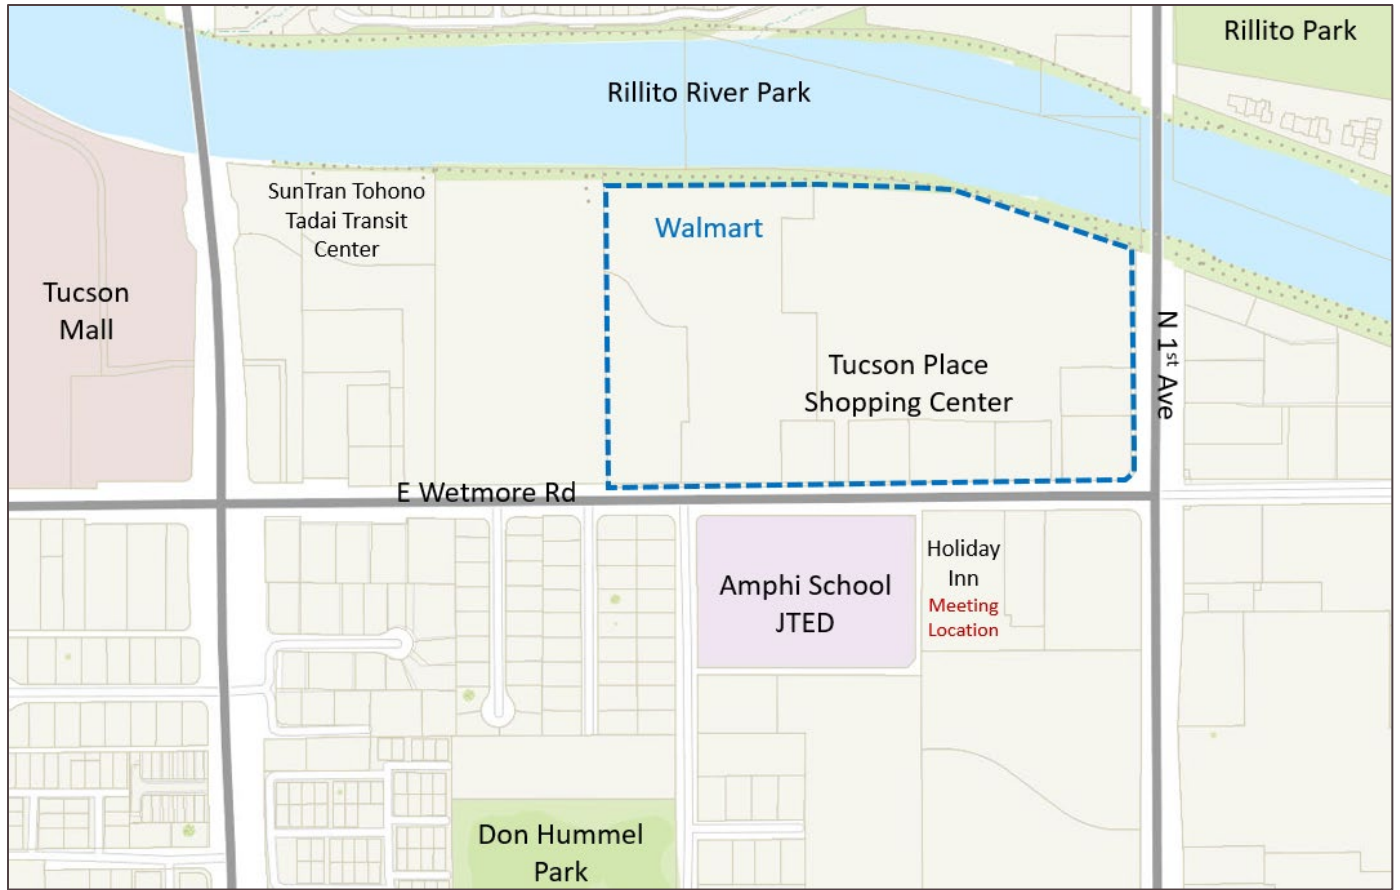 Rillito Park
Rillito River Park
SunTran Tohono
Tadai Transit
Center
Walmart
Tucson
Mall
N 1st Ave
Tucson Place
Shopping Center
E Wetmore Rd
Amphi School
JTED
Holiday
Inn
Meeting
Location
Don Hummel
Park